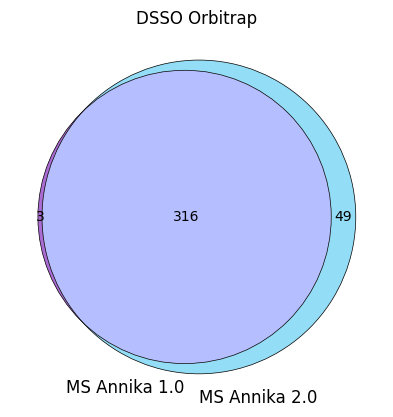 DSSO Orbitrap
3
316
49
MS Annika 1.0
MS Annika 2.0